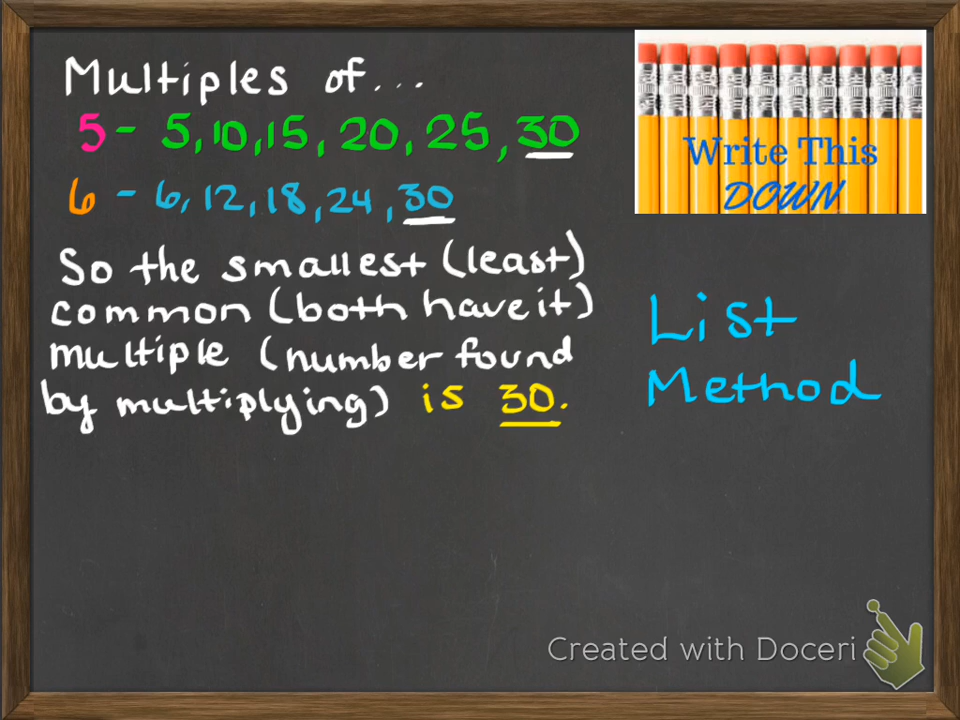 Multiples of...
5 - 5, 10, 15, 20, 25, 30
6 - 6, 12, 18, 24, 30
So the smallest (least)
common (both have it)
multiple (number found
by multiplying) is 30.
Write This
DOWN
List
Method
Created with Doceri